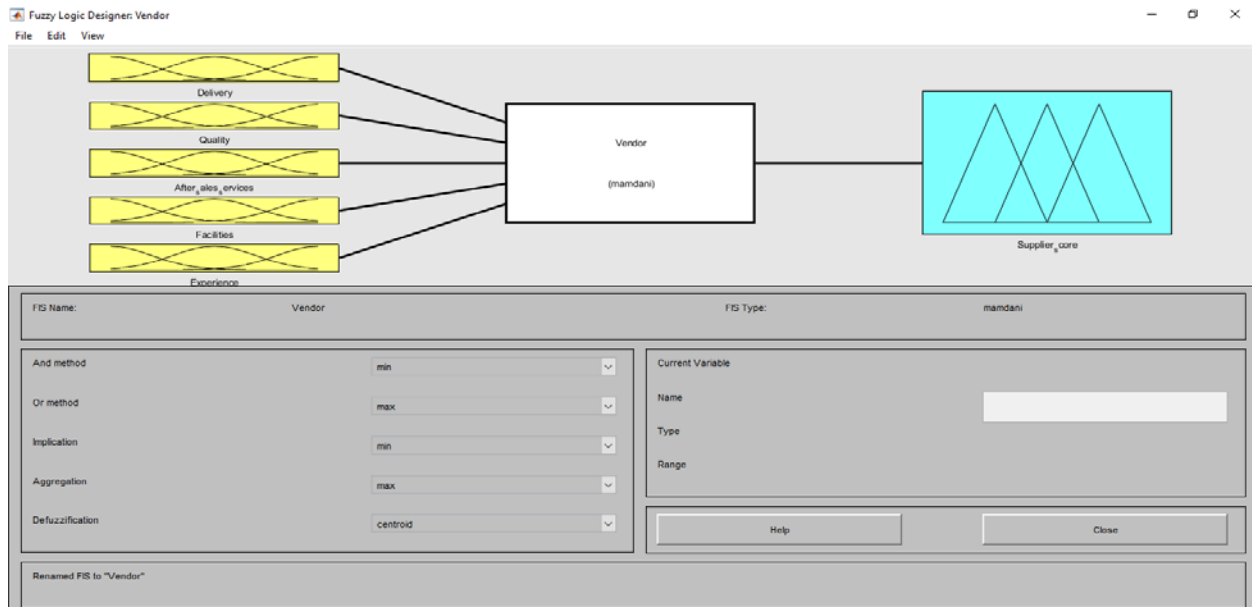 Fuzzy Logic Designer: Vendor
File Edit View
Delivery
Quality
After_sales_services
Facilities
Experience
Vendor
(mamdani)
Supplier_score
FIS Name: Vendor FIS Type: mamdani
And method min
Or method max
Implication min
Aggregation max
Defuzzification centroid
Current Variable
Name
Type
Range
Help Close
Renamed FIS to "Vendor"